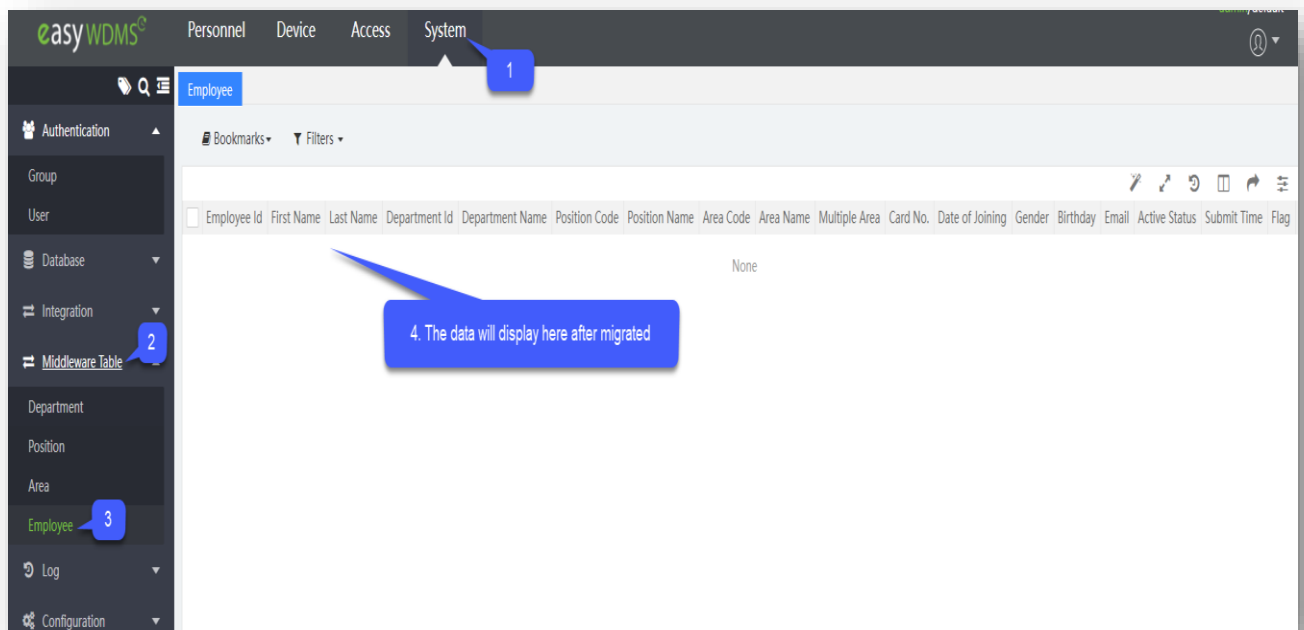 easy WDMS
Personnel Device Access System
1
Employee
Authentication
Bookmarks Filters
Group
User
Employee Id First Name Last Name Department Id Department Name Position Code Position Name Area Code Area Name Multiple Area Card No. Date of Joining Gender Birthday Email Active Status Submit Time Flag
Database
None
Integration
4. The data will display here after migrated
2
Middleware Table
Department
Position
Area
Employee
3
Log
Configuration